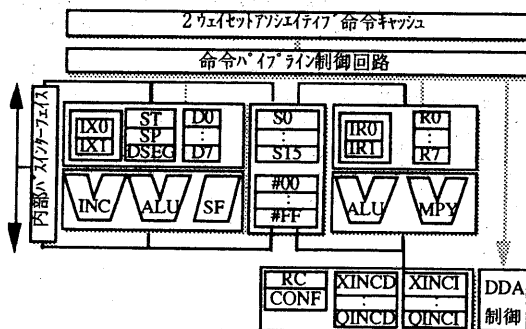 2ウェイセットアソシエイティブ命令キャッシュ
命令パイプライン制御回路
内部バスインターフェイス
IX0
IX1
ST
SP
DSEG
D0
:
D7
S0
:
S15
#00
:
#FF
IR0
IR1
R0
:
R7
INC
ALU
SF
ALU
MPY
RC
CONF
XINCD
:
QINCD
XINCI
:
QINCI
DDA
制御